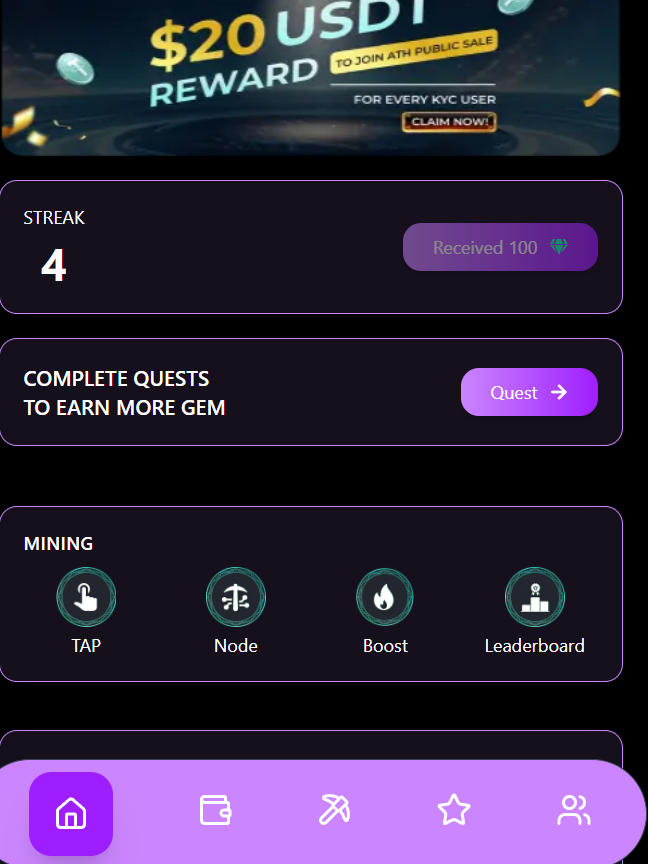 $20 USDT
REWARD
TO JOIN ATH PUBLIC SALE
FOR EVERY KYC USER
CLAIM NOW!
STREAK
4
Received 100
COMPLETE QUESTS
TO EARN MORE GEM
Quest
MINING
TAP
Node
Boost
Leaderboard